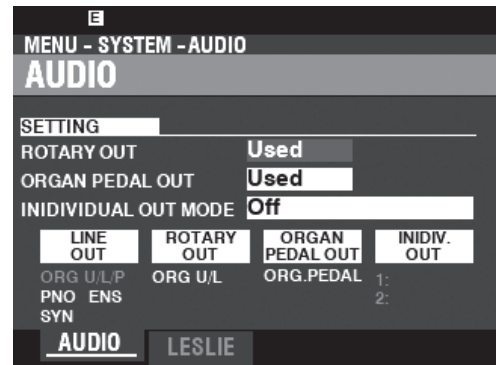 E
MENU - SYSTEM - AUDIO
AUDIO
SETTING
ROTARY OUT Used
ORGAN PEDAL OUT Used
INIDIVIDUAL OUT MODE Off
LINE OUT ROTARY OUT ORGAN PEDAL OUT INIDIV. OUT
ORG U/L/P ORG U/L ORG.PEDAL 1:
PNO ENS 2:
SYN
AUDIO LESLIE